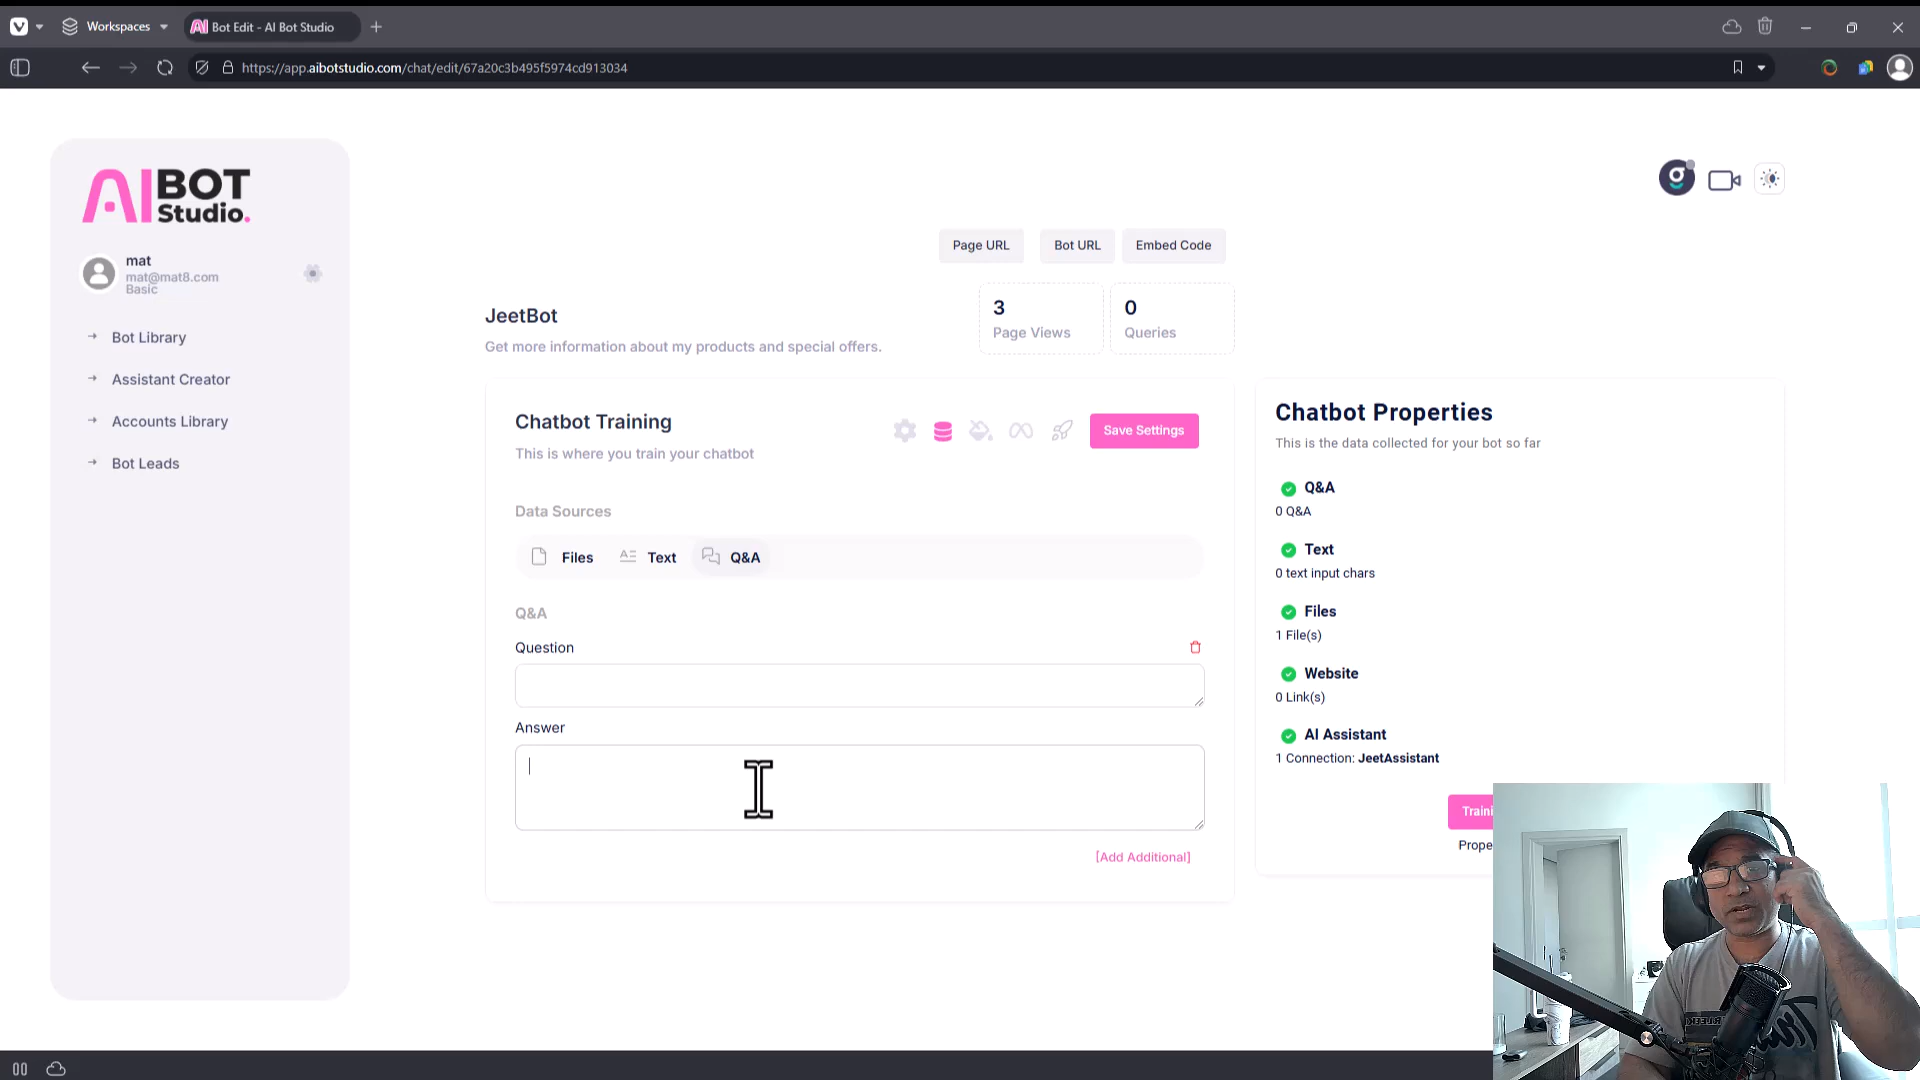 Workspaces
Bot Edit - AI Bot Studio
https://app.aibotstudio.com/chat/edit/67a20c3b495f5974cd913034
AIBOT
Studio.
mat
mat@mat8.com
Basic
Bot Library
Assistant Creator
Accounts Library
Bot Leads
Page URL
Bot URL
Embed Code
JeetBot
Get more information about my products and special offers.
3
Page Views
0
Queries
Chatbot Training
This is where you train your chatbot
Save Settings
Data Sources
Files
Text
Q&A
Q&A
Question
Answer
[Add Additional]
Chatbot Properties
This is the data collected for your bot so far
Q&A
0 Q&A
Text
0 text input chars
Files
1 File(s)
Website
0 Link(s)
AI Assistant
1 Connection: JeetAssistant